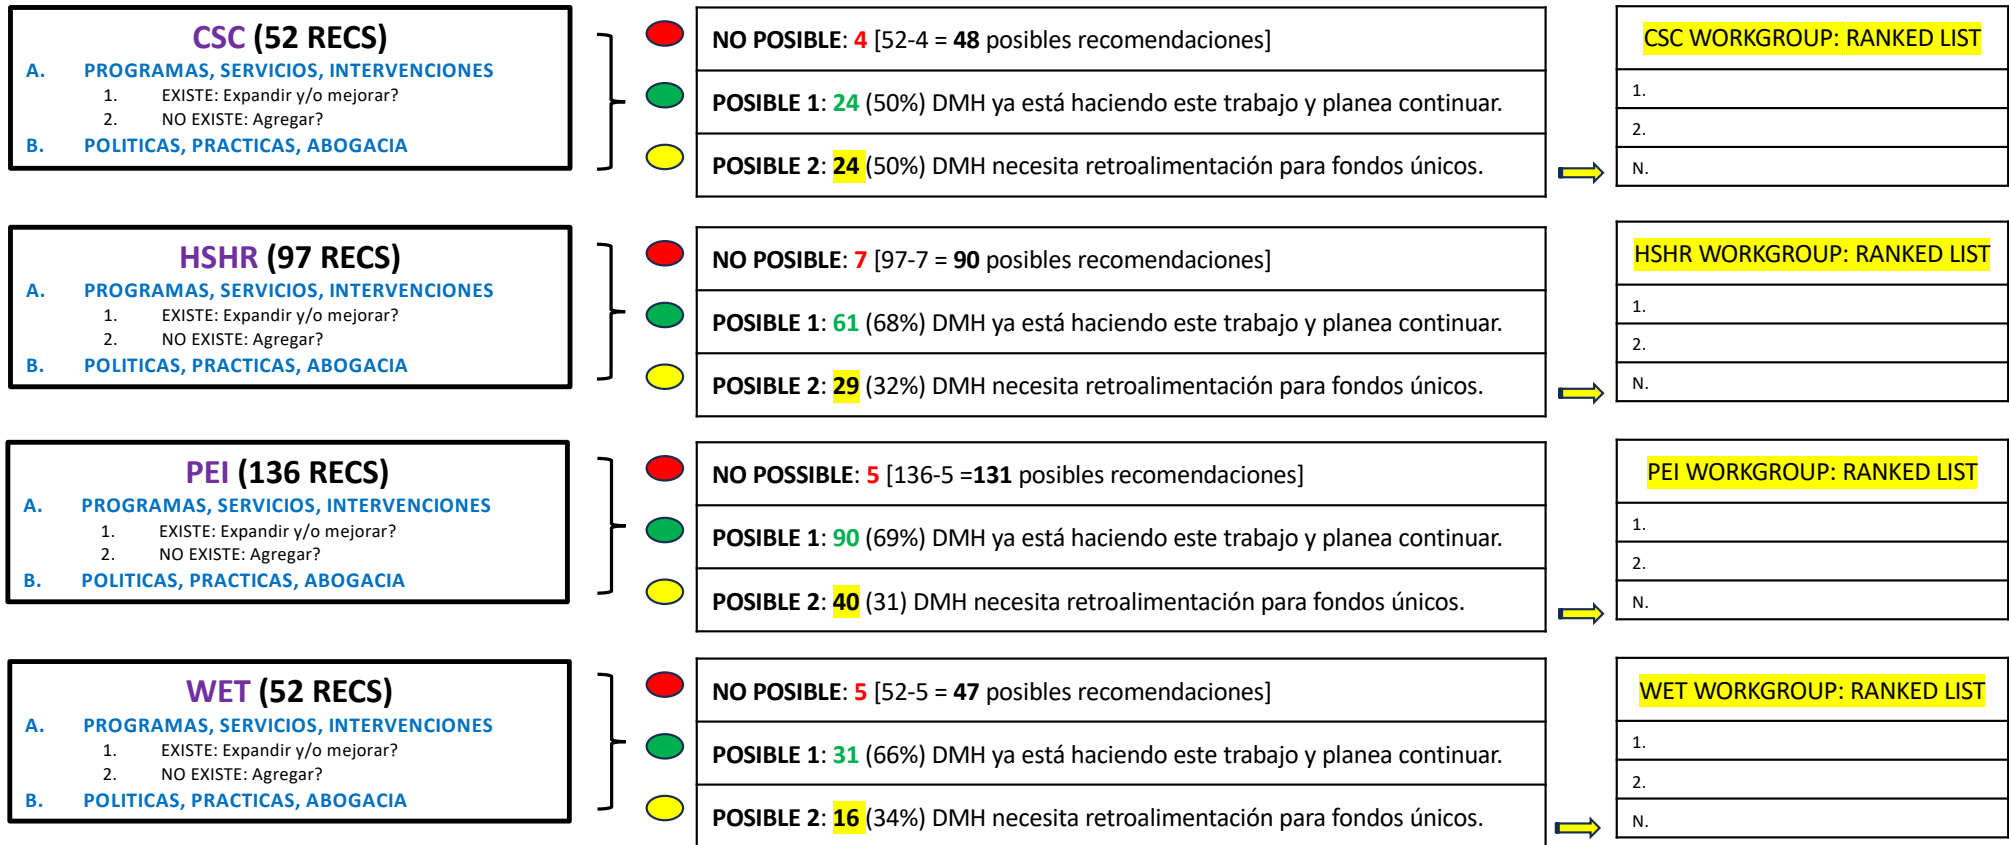 CSC (52 RECS)
A. PROGRAMAS, SERVICIOS, INTERVENCIONES
1. EXISTE: Expandir y/o mejorar?
2. NO EXISTE: Agregar?
B. POLITICAS, PRACTICAS, ABOGACIA
NO POSIBLE: 4 [52-4 = 48 posibles recomendaciones]
POSIBLE 1: 24 (50%) DMH ya está haciendo este trabajo y planea continuar.
POSIBLE 2: 24 (50%) DMH necesita retroalimentación para fondos únicos.
CSC WORKGROUP: RANKED LIST
1.
2.
N.
HSHR (97 RECS)
A. PROGRAMAS, SERVICIOS, INTERVENCIONES
1. EXISTE: Expandir y/o mejorar?
2. NO EXISTE: Agregar?
B. POLITICAS, PRACTICAS, ABOGACIA
NO POSIBLE: 7 [97-7 = 90 posibles recomendaciones]
POSIBLE 1: 61 (68%) DMH ya está haciendo este trabajo y planea continuar.
POSIBLE 2: 29 (32%) DMH necesita retroalimentación para fondos únicos.
HSHR WORKGROUP: RANKED LIST
1.
2.
N.
PEI (136 RECS)
A. PROGRAMAS, SERVICIOS, INTERVENCIONES
1. EXISTE: Expandir y/o mejorar?
2. NO EXISTE: Agregar?
B. POLITICAS, PRACTICAS, ABOGACIA
NO POSSIBLE: 5 [136-5 =131 posibles recomendaciones]
POSIBLE 1: 90 (69%) DMH ya está haciendo este trabajo y planea continuar.
POSIBLE 2: 40 (31) DMH necesita retroalimentación para fondos únicos.
PEI WORKGROUP: RANKED LIST
1.
2.
N.
WET (52 RECS)
A. PROGRAMAS, SERVICIOS, INTERVENCIONES
1. EXISTE: Expandir y/o mejorar?
2. NO EXISTE: Agregar?
B. POLITICAS, PRACTICAS, ABOGACIA
NO POSIBLE: 5 [52-5 = 47 posibles recomendaciones]
POSIBLE 1: 31 (66%) DMH ya está haciendo este trabajo y planea continuar.
POSIBLE 2: 16 (34%) DMH necesita retroalimentación para fondos únicos.
WET WORKGROUP: RANKED LIST
1.
2.
N.